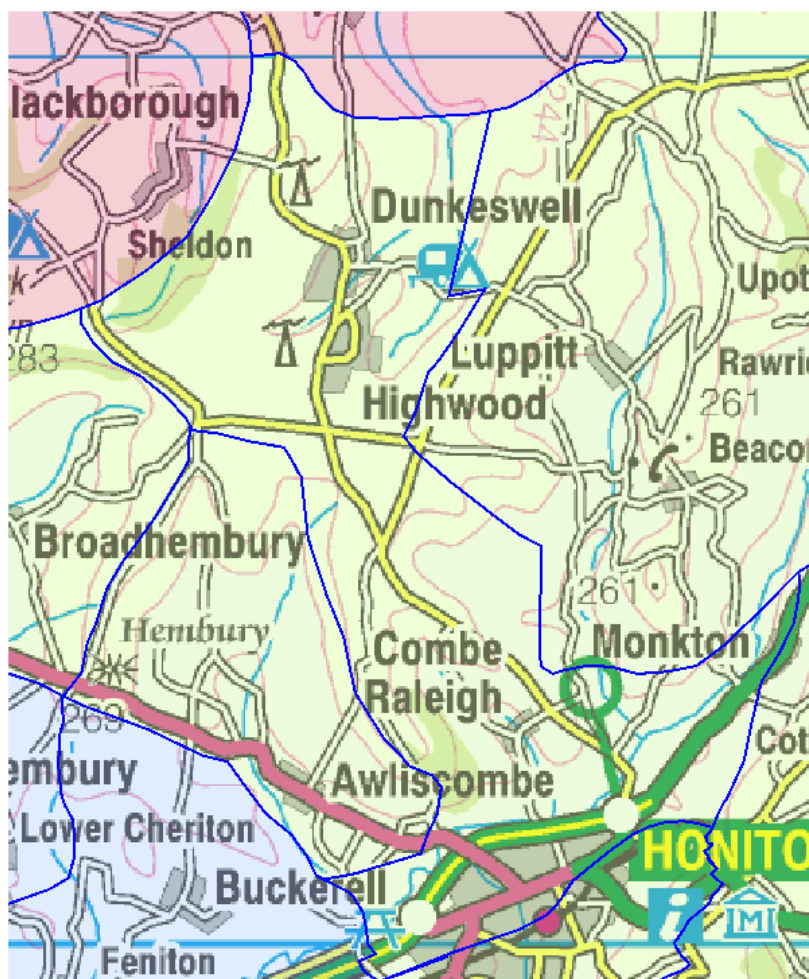 lackborough
244
Dunkeswell
Sheldon
Upot
283
Luppitt
Rawri
Highwood
261
Beaco
Broadhembury
261
Hembury
Combe
Raleigh
Monkton
269
Cot
embury
Awliscombe
Lower Cheriton
HONITO
Buckerell
i
M
Feniton